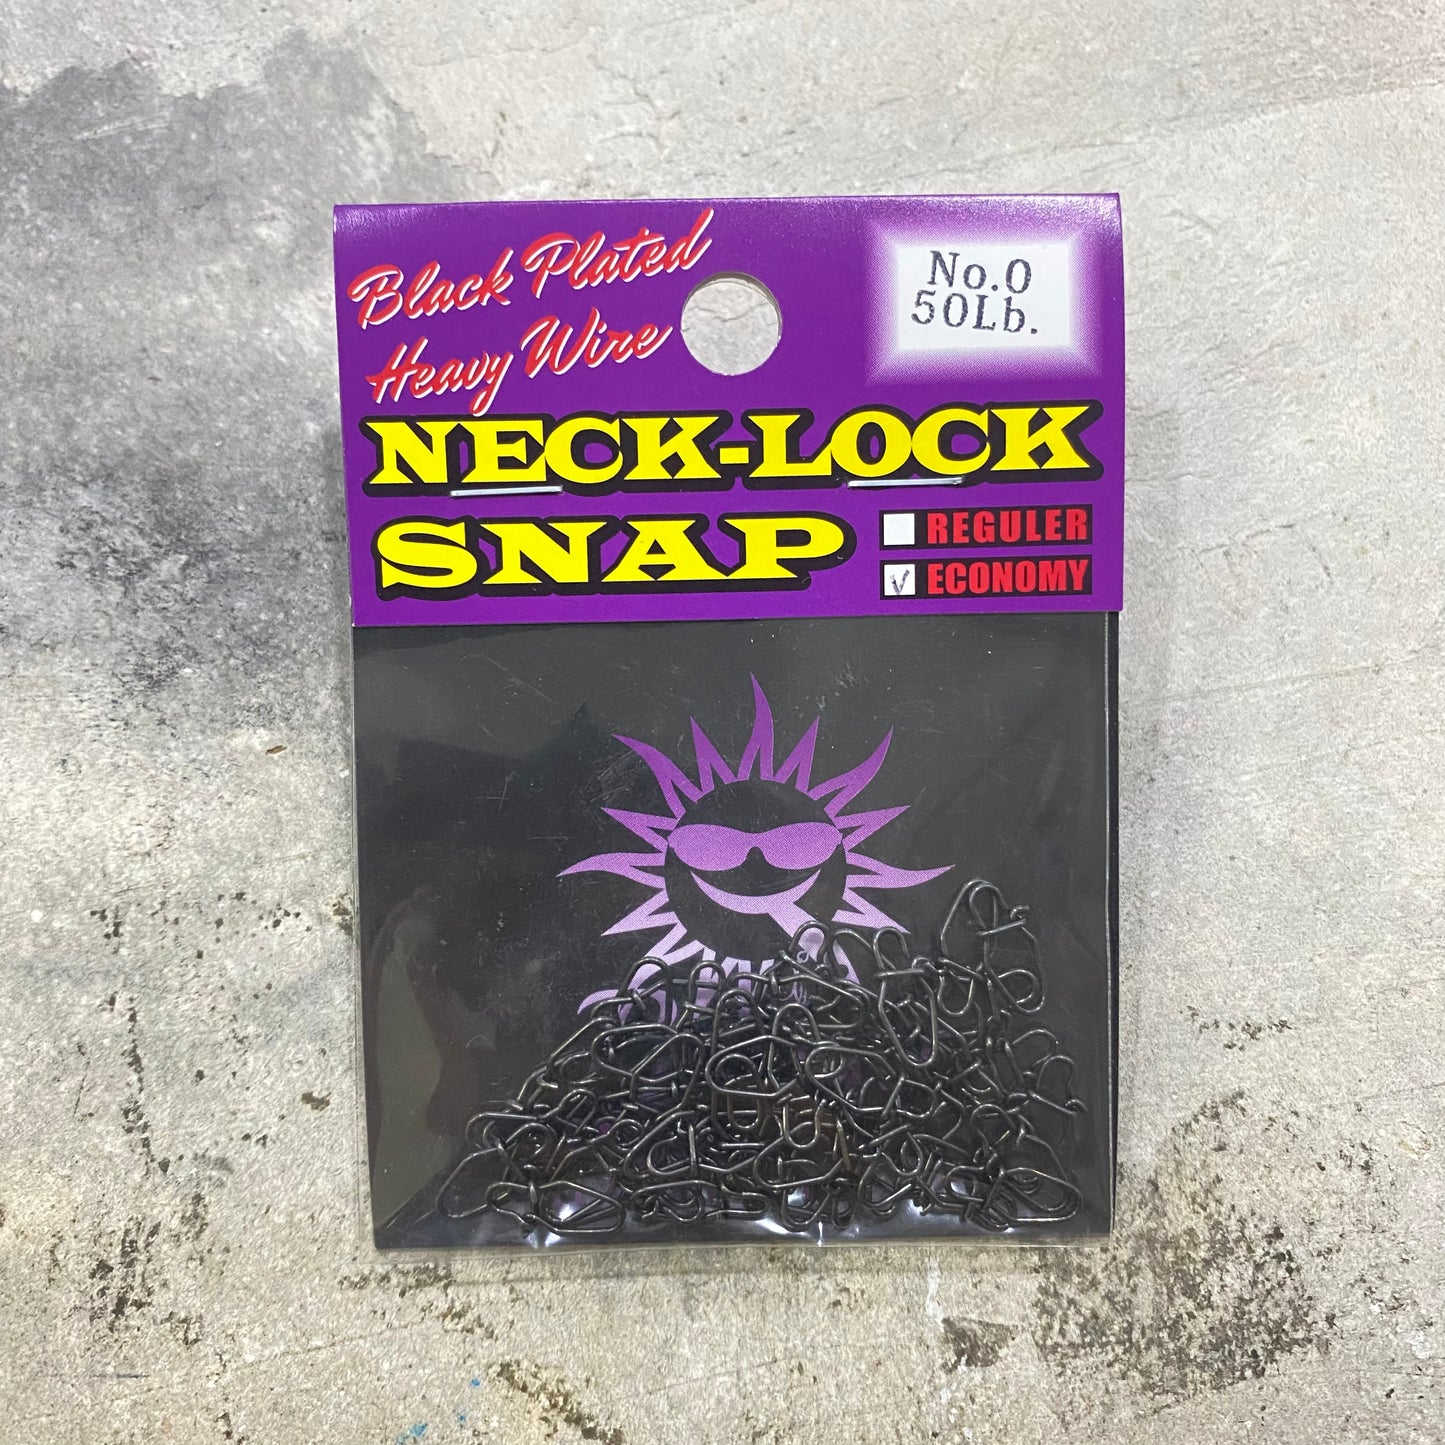 Black Plated
Heavy Wire
No.0
50Lb.
NECK-LOCK
SNAP
REGULER
V ECONOMY